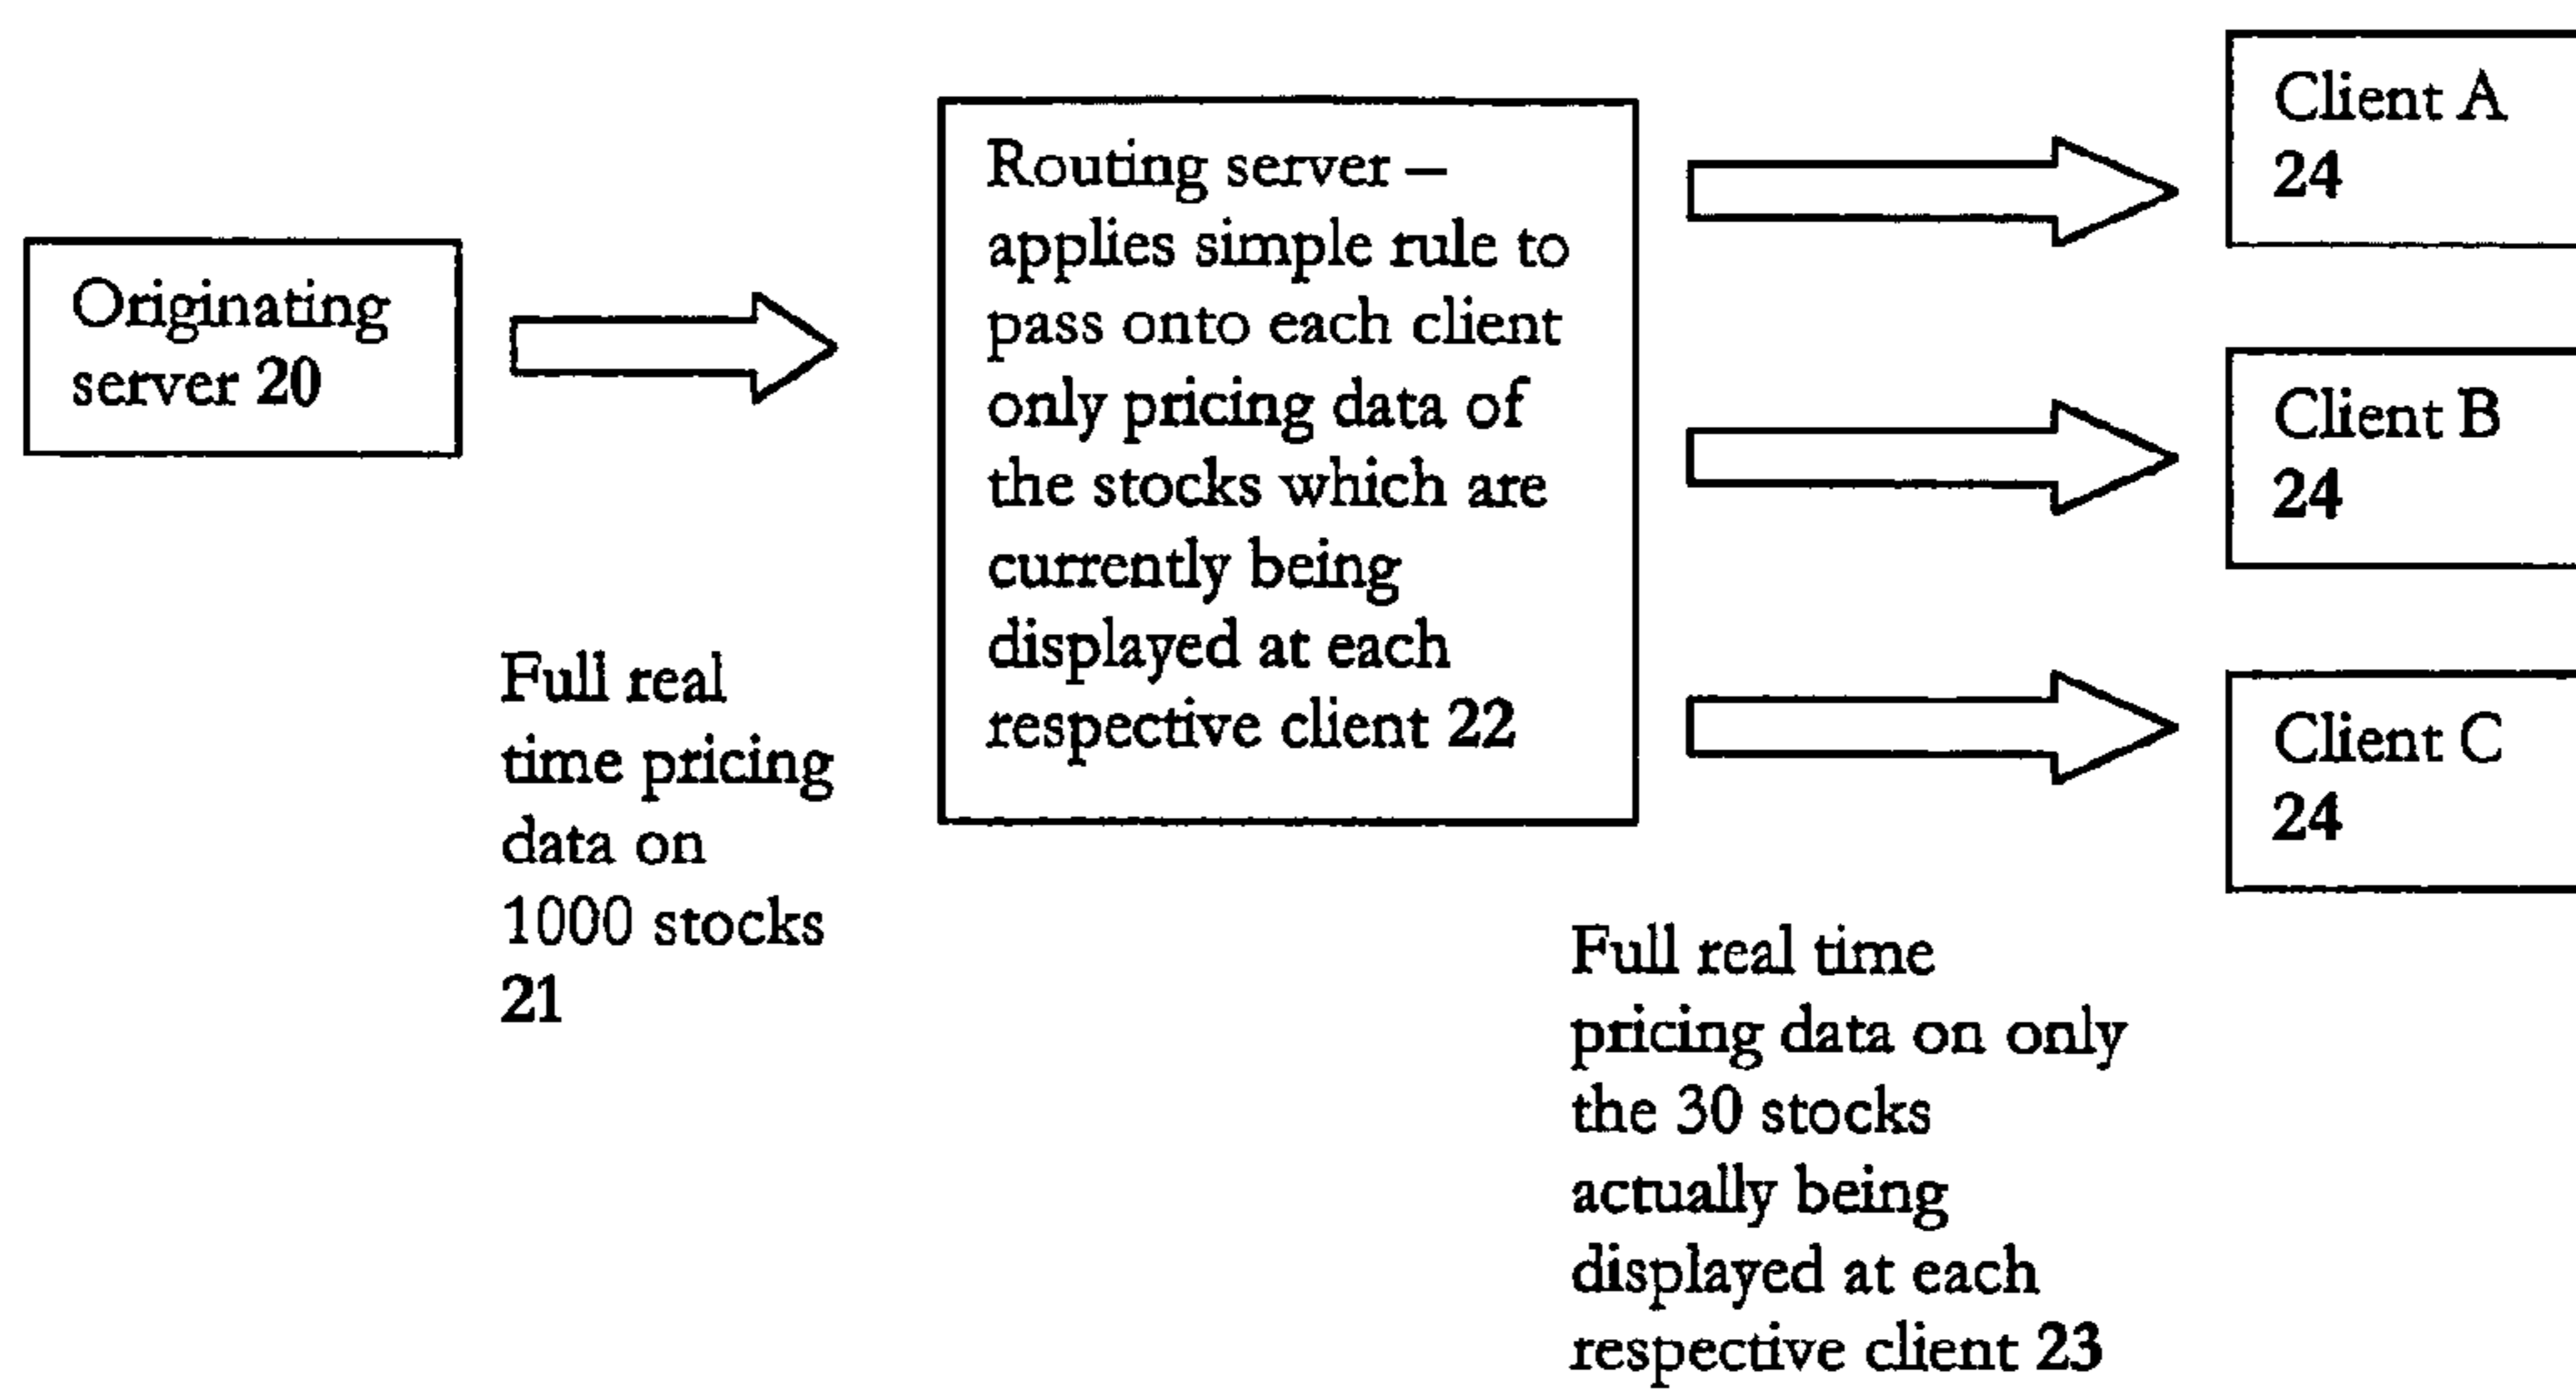 Originating
server 20
Full real
time pricing
data on
1000 stocks
21
Routing server –
applies simple rule to
pass onto each client
only pricing data of
the stocks which are
currently being
displayed at each
respective client 22
Full real time
pricing data on only
the 30 stocks
actually being
displayed at each
respective client 23
Client A
24
Client B
24
Client C
24